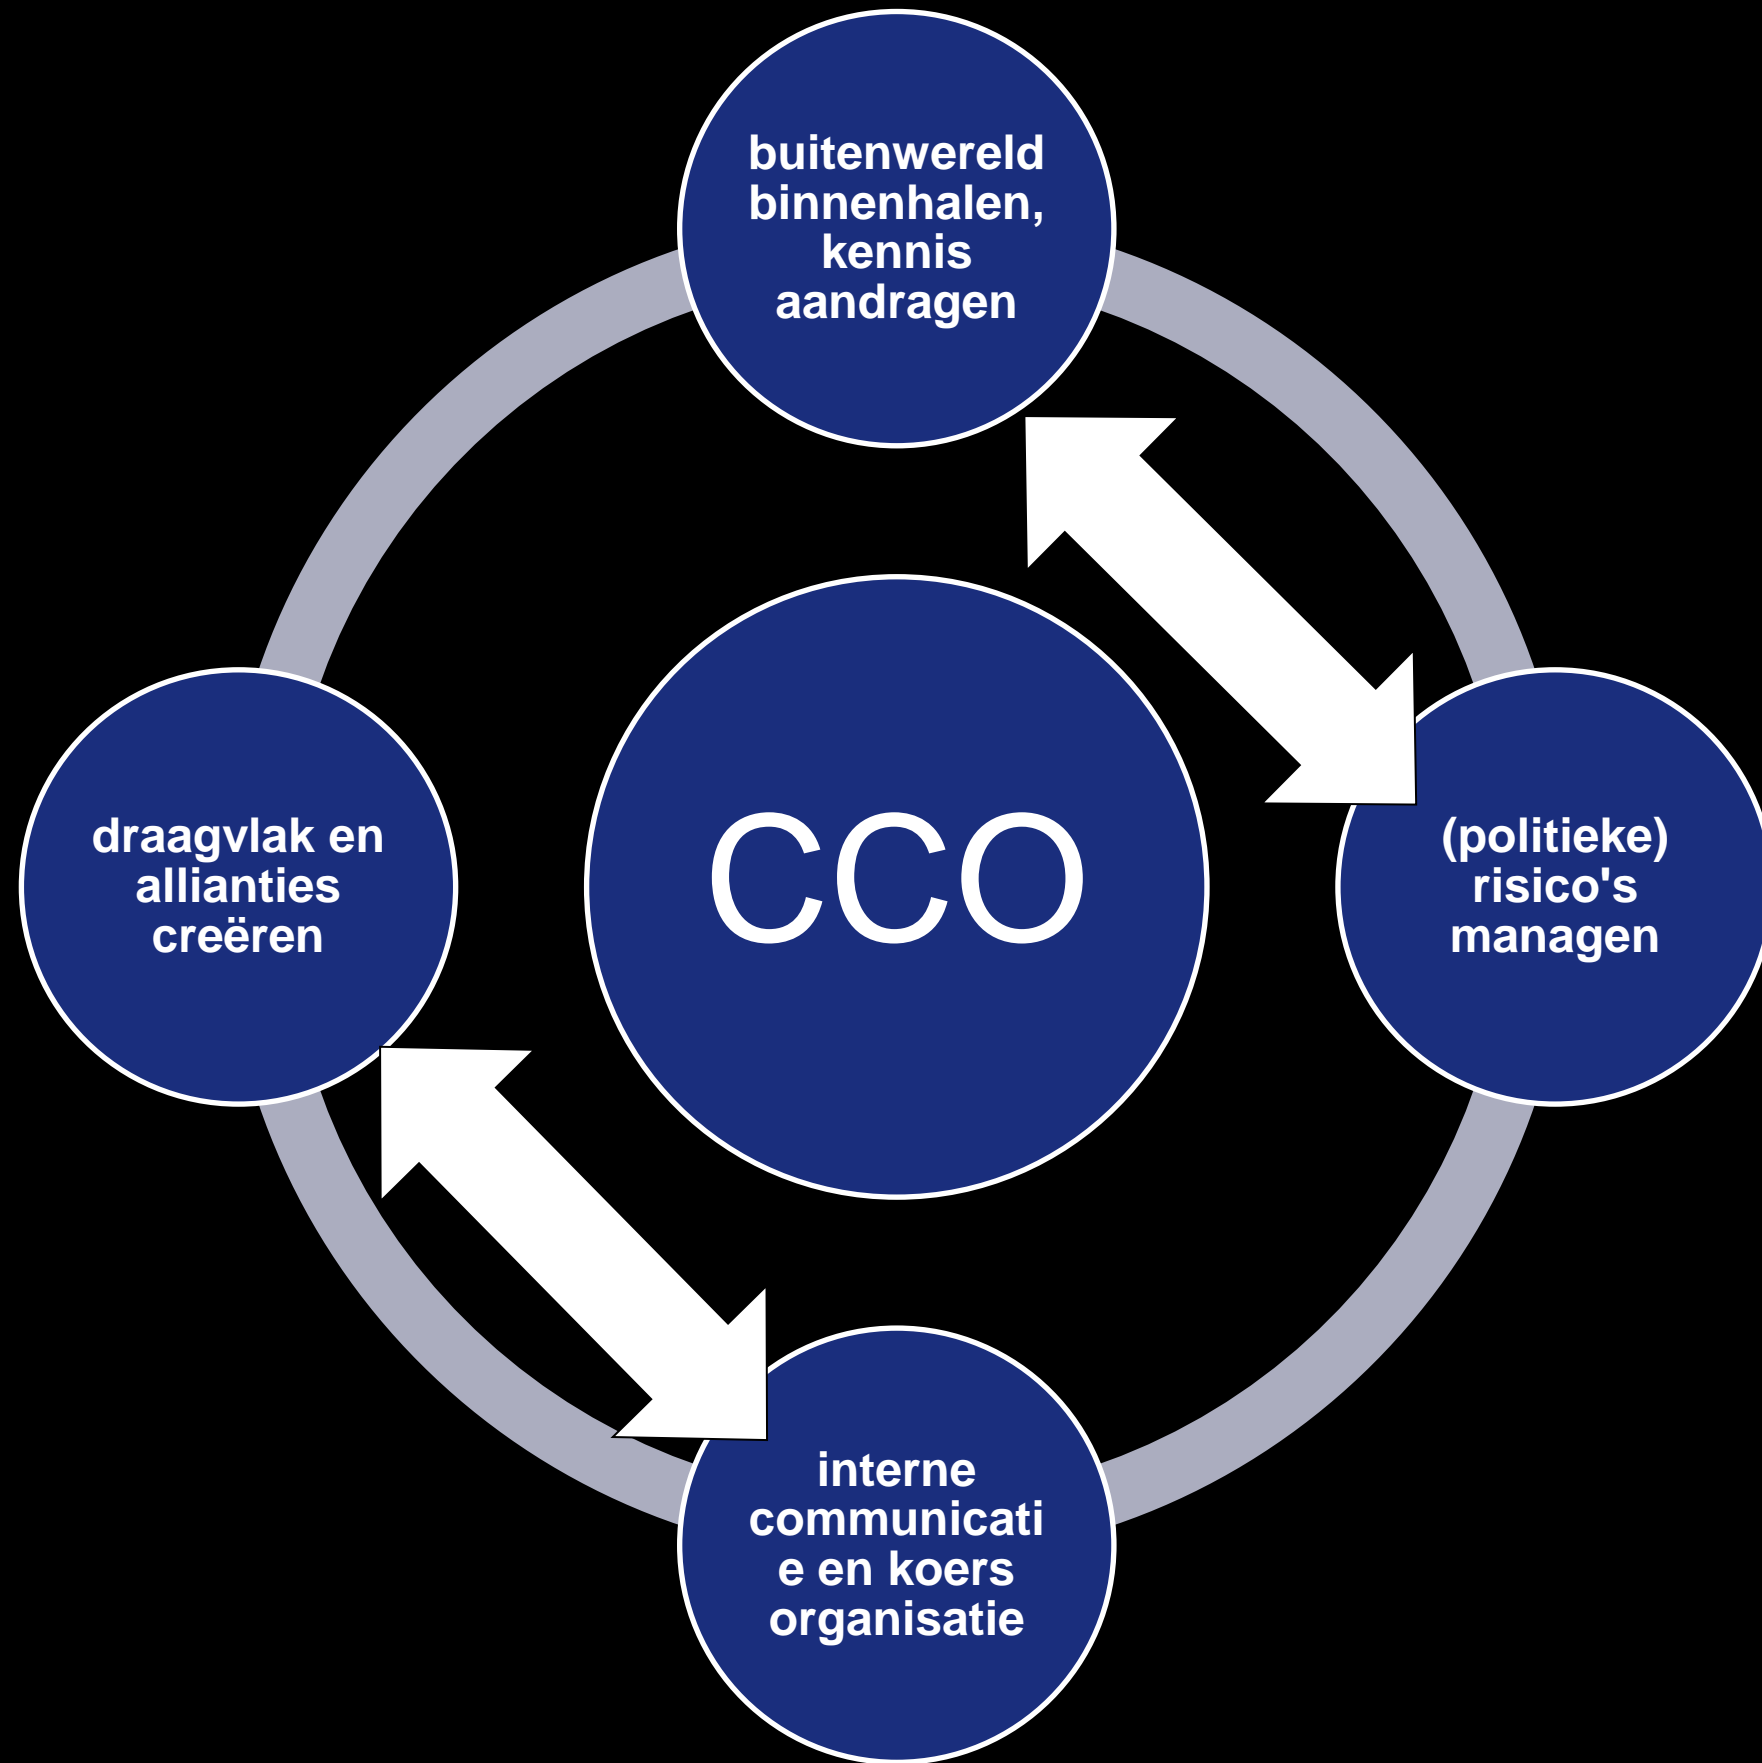 buitenwereld
binnenhalen,
kennis
aandragen
draagvlak en
allianties
creëren
CCO
(politieke)
risico's
managen
interne
communicati
e en koers
organisatie